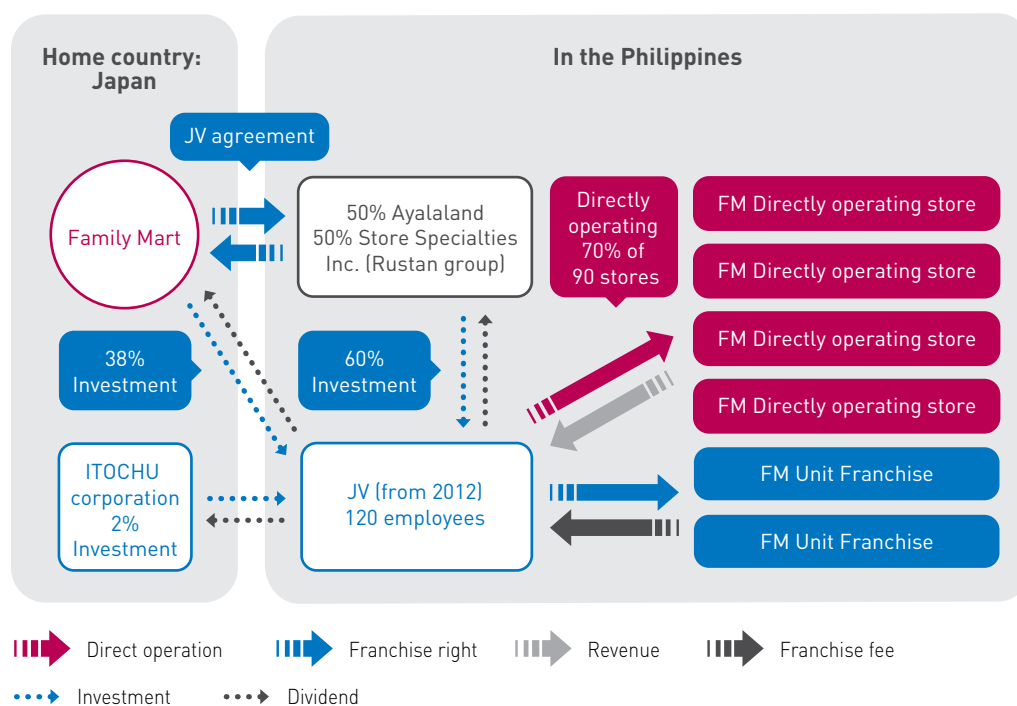 Home country:
Japan
In the Philippines
JV agreement
Family Mart
50% Ayalaland
50% Store Specialties
Inc. (Rustan group)
Directly
operating
70% of
90 stores
FM Directly operating store
FM Directly operating store
FM Directly operating store
FM Directly operating store
38%
Investment
60%
Investment
ITOCHU
corporation
2%
Investment
JV (from 2012)
120 employees
FM Unit Franchise
FM Unit Franchise
Direct operation
Franchise right
Revenue
Franchise fee
Investment
Dividend